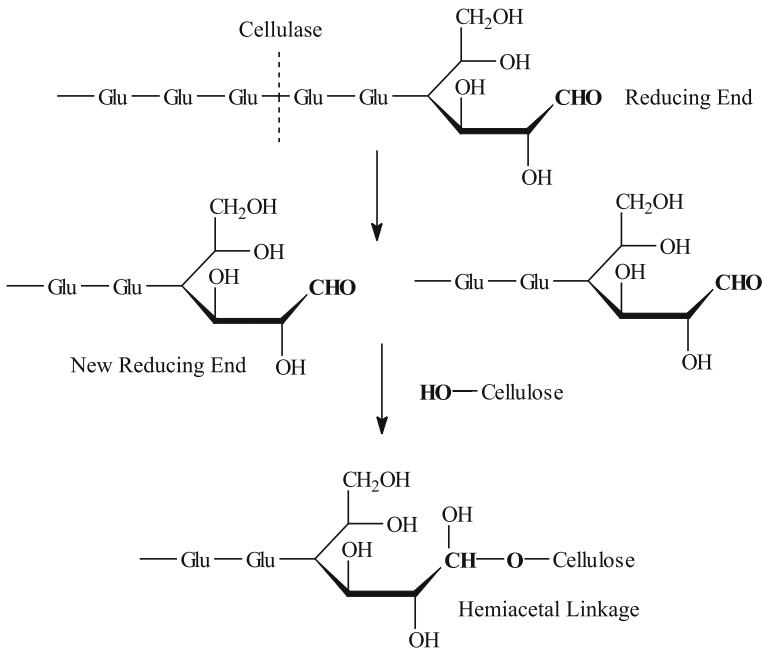 Cellulase
CH2OH
OH
Glu Glu Glu Glu Glu OH CHO Reducing End
OH
CH2OH CH2OH
OH OH
Glu Glu OH CHO Glu Glu OH CHO
New Reducing End OH OH
HO—Cellulose
CH2OH
OH OH
Glu Glu OH CH—O—Cellulose
Hemiacetal Linkage
OH